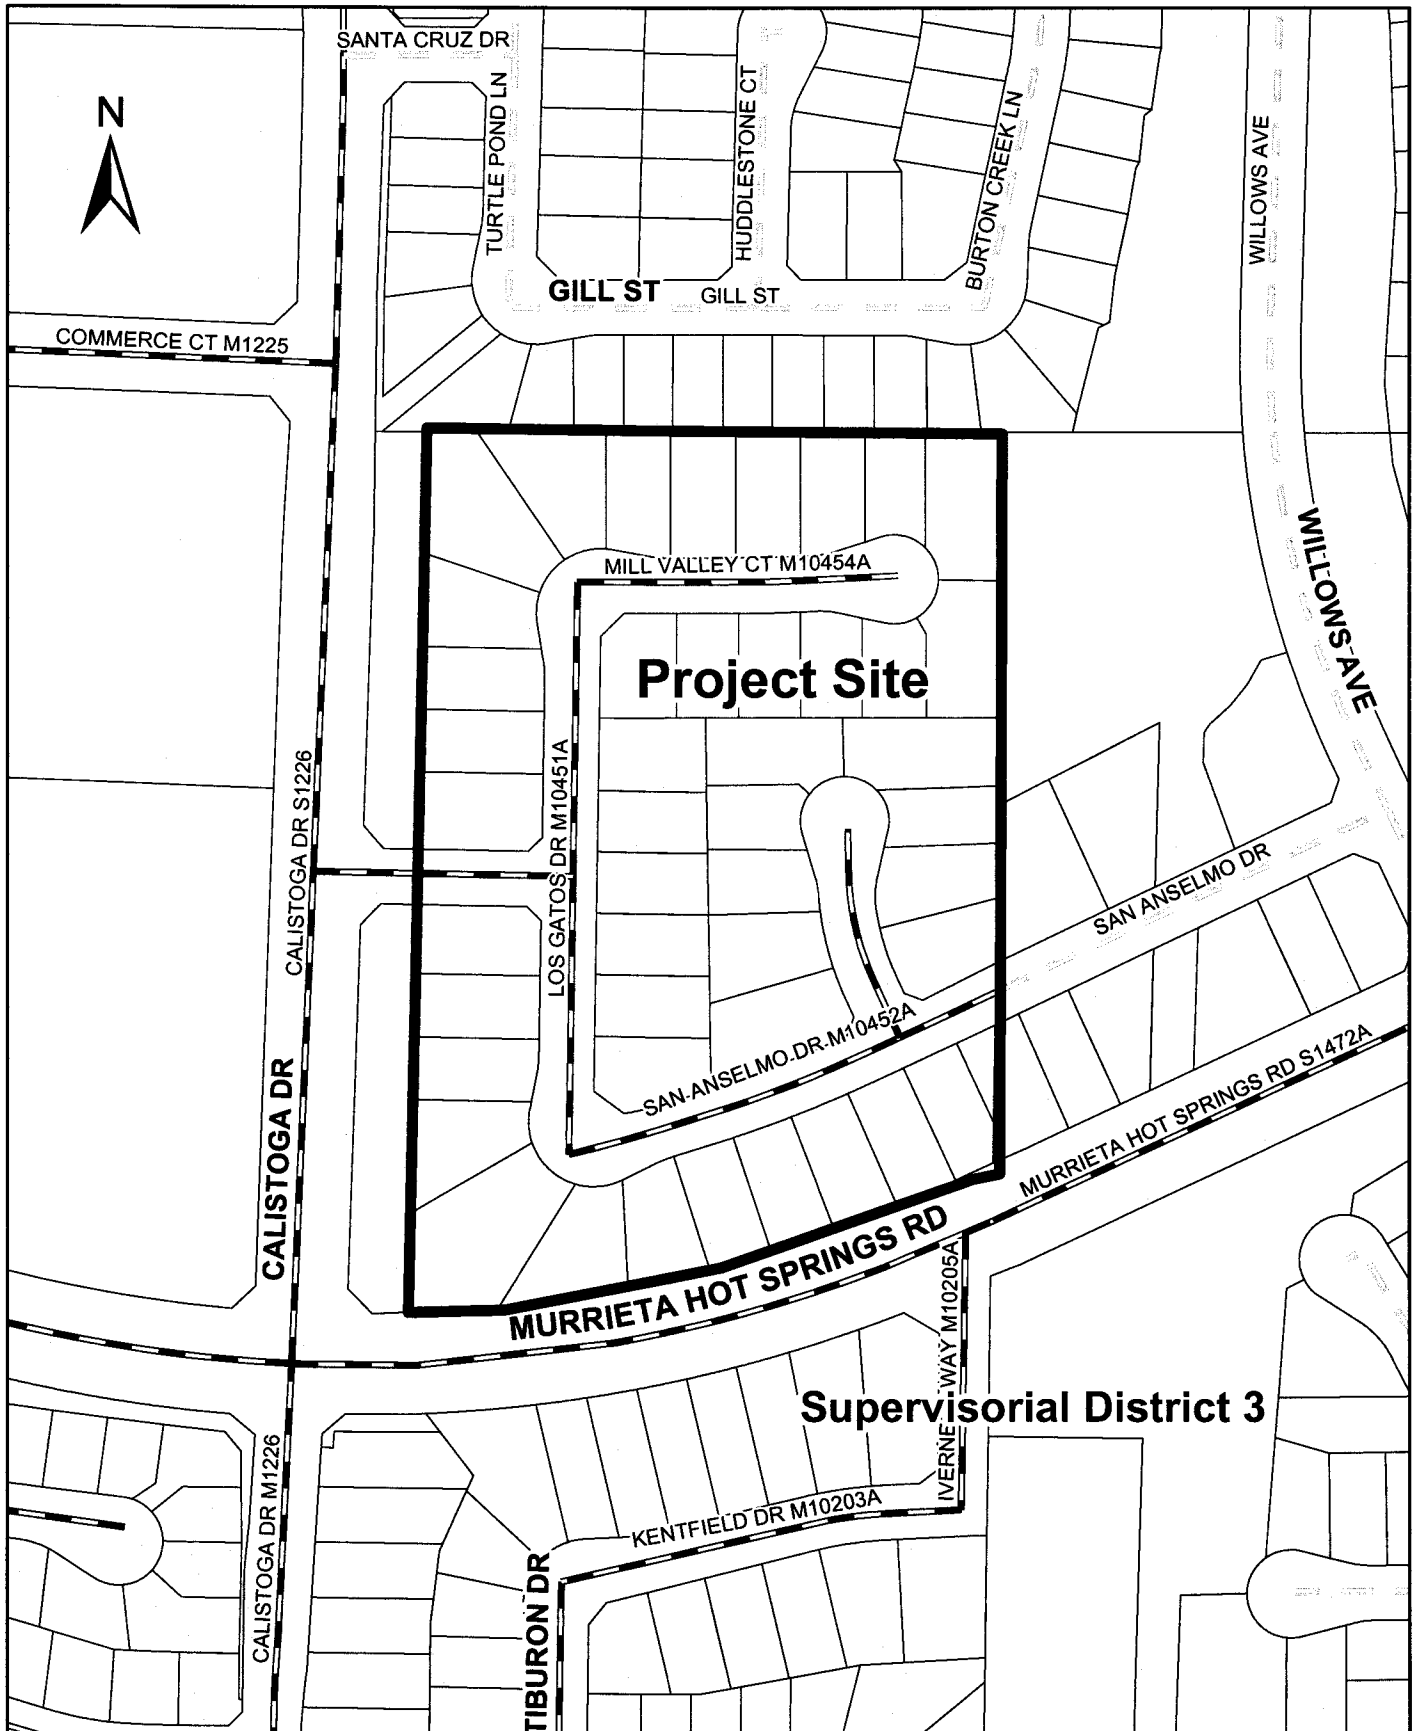 SANTA CRUZ DR
N
TURTLE POND LN
HUDDLESTONE CT
BURTON CREEK LN
WILLOWS AVE
GILL ST
GILL ST
COMMERCE CT M1225
WILLOWS AVE
MILL VALLEY CT M10454A
Project Site
CALISTOGA DR S1226
LOS GATOS DR M10451A
SAN ANSELMO DR
SAN ANSELMO DR M10452A
MURRIETA HOT SPRINGS RD S1472A
CALISTOGA DR
MURRIETA HOT SPRINGS RD
IVERNE WAY M10205A
Supervisorial District 3
CALISTOGA DR M1226
KENTFIELD DR M10203A
TIBURON DR